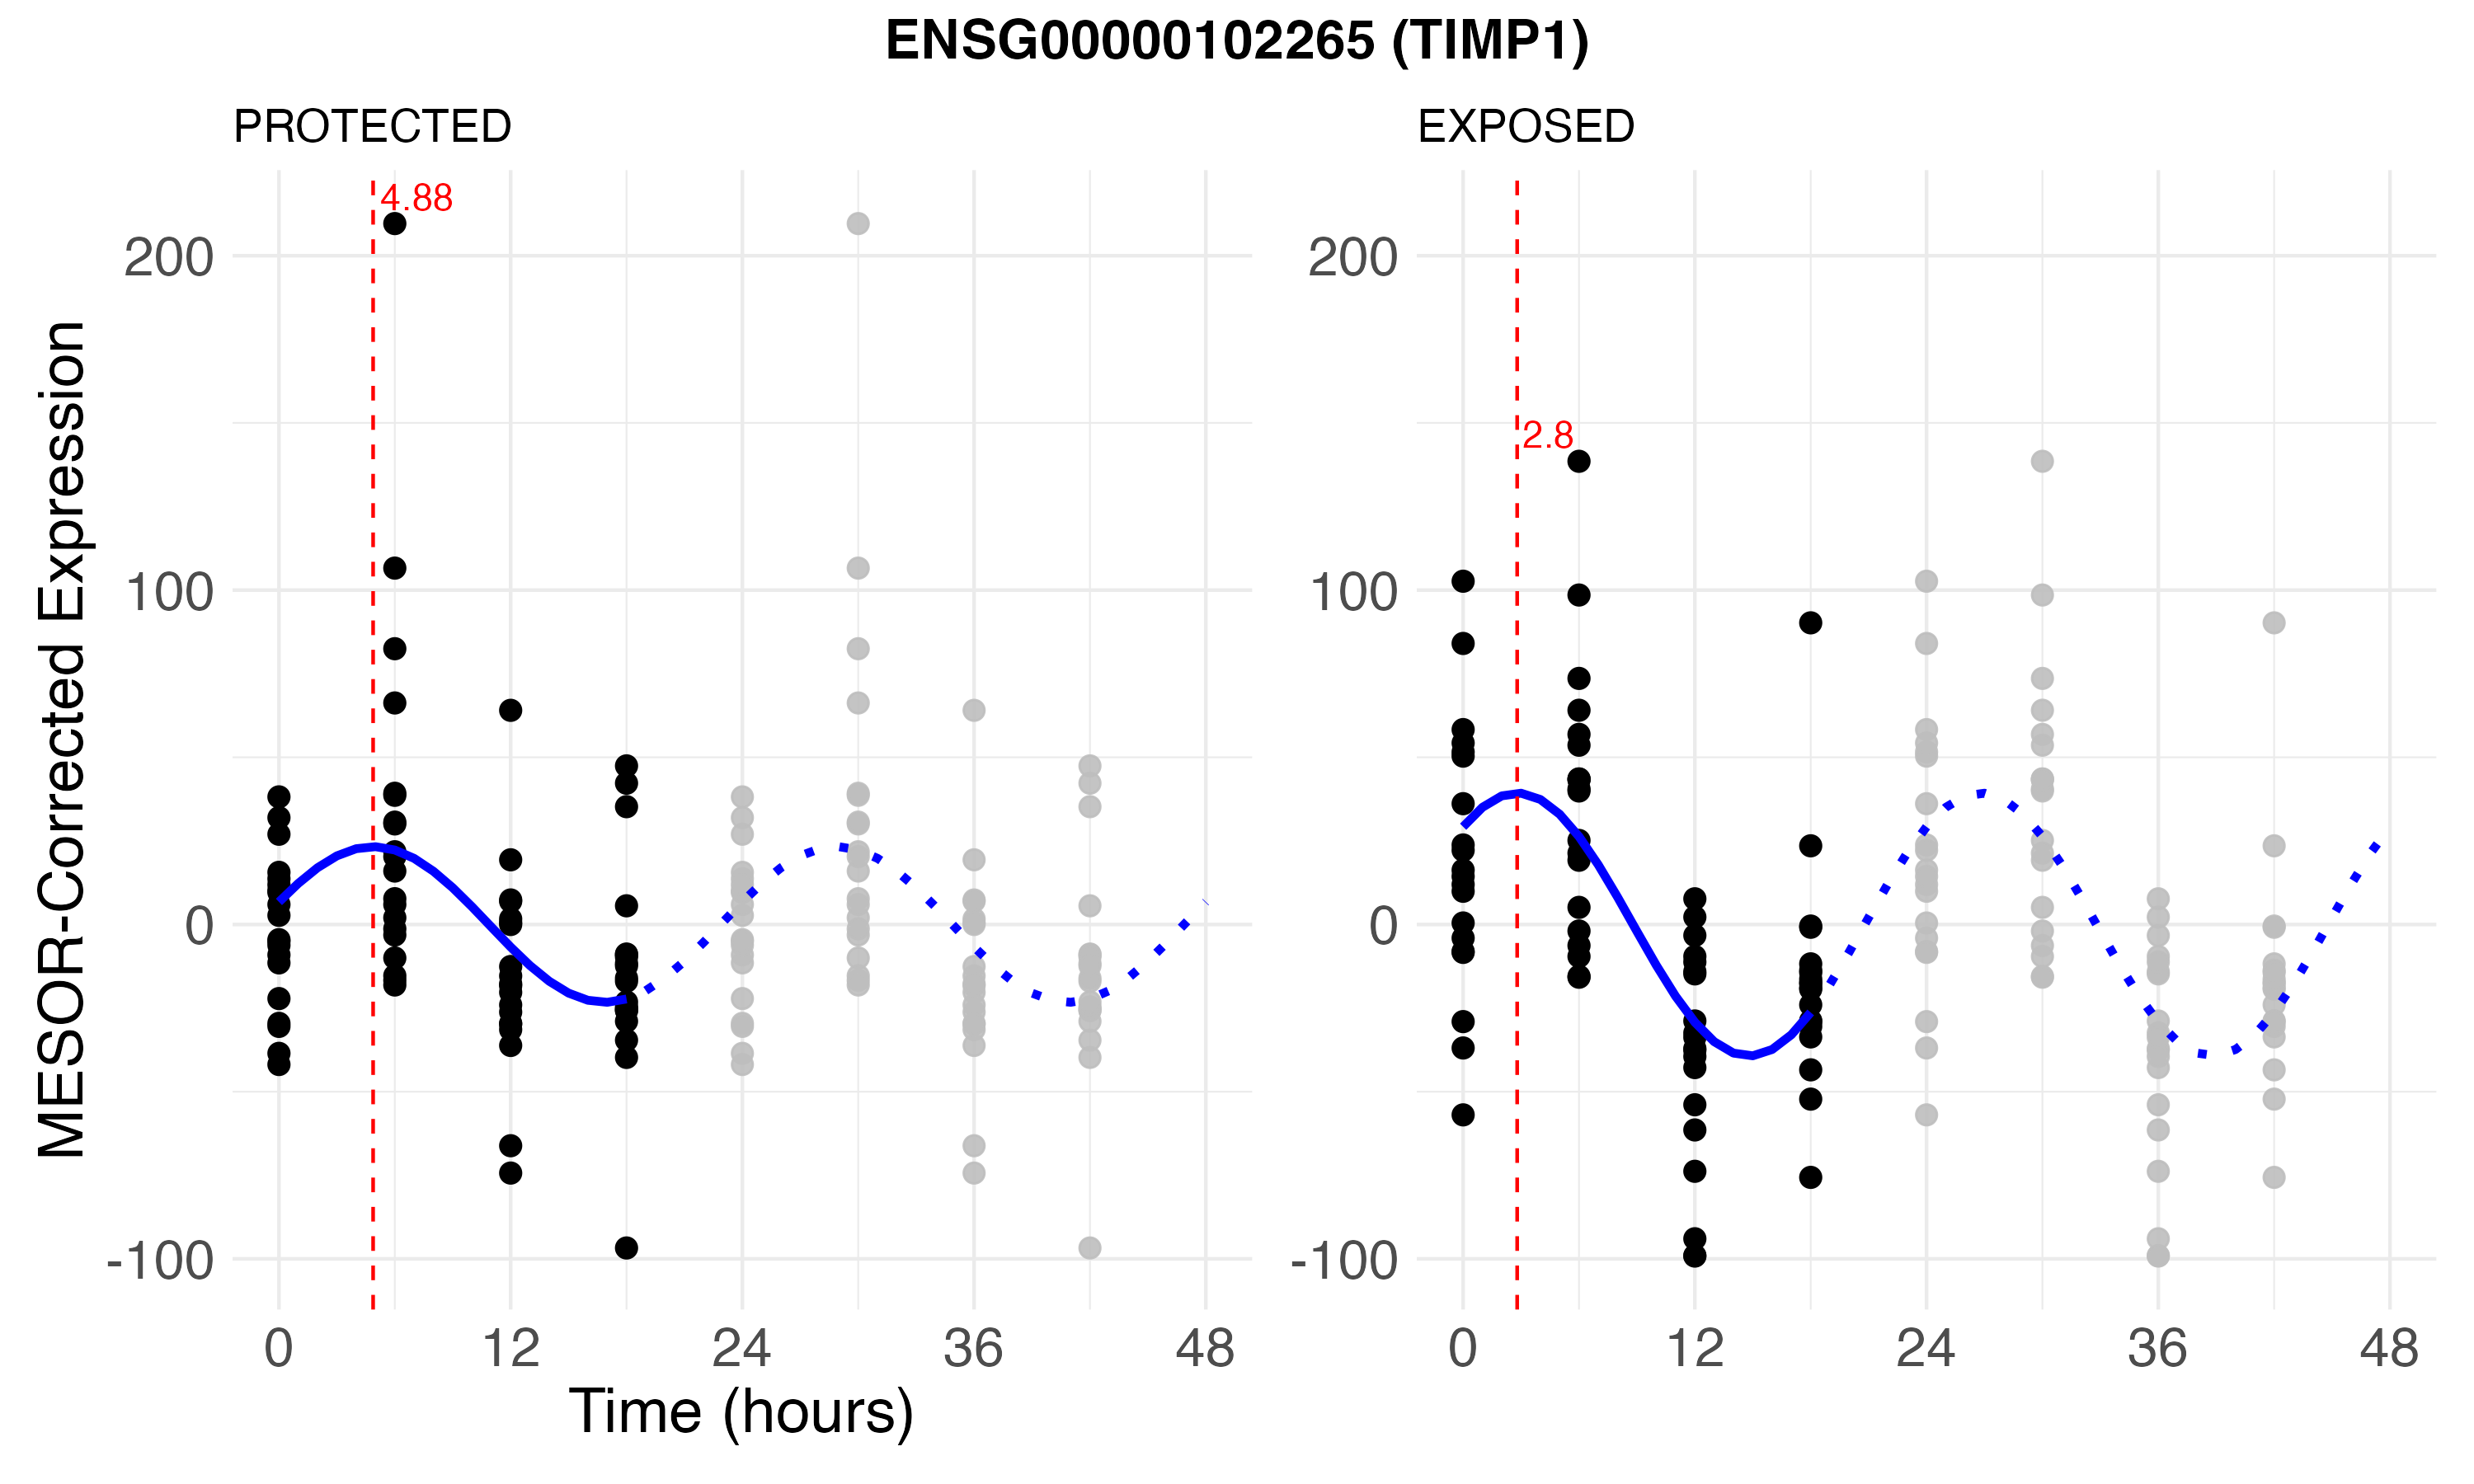 ENSG00000102265 (TIMP1)
PROTECTED
EXPOSED
MESOR-Corrected Expression
4.88
200
100
0
-100
0 12 24 36 48
2.8
200
100
0
-100
0 12 24 36 48
Time (hours)